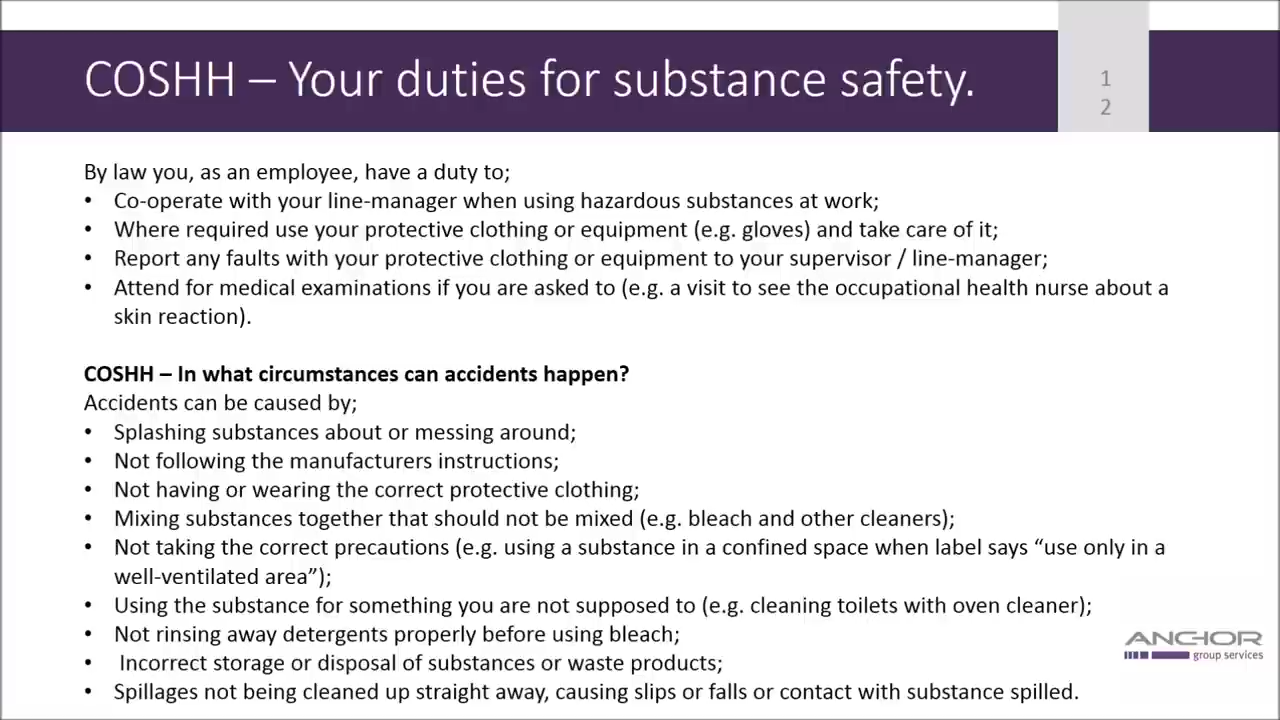 COSHH – Your duties for substance safety.
1
2
By law you, as an employee, have a duty to;
• Co-operate with your line-manager when using hazardous substances at work;
• Where required use your protective clothing or equipment (e.g. gloves) and take care of it;
• Report any faults with your protective clothing or equipment to your supervisor / line-manager;
• Attend for medical examinations if you are asked to (e.g. a visit to see the occupational health nurse about a
skin reaction).
COSHH – In what circumstances can accidents happen?
Accidents can be caused by;
• Splashing substances about or messing around;
• Not following the manufacturers instructions;
• Not having or wearing the correct protective clothing;
• Mixing substances together that should not be mixed (e.g. bleach and other cleaners);
• Not taking the correct precautions (e.g. using a substance in a confined space when label says “use only in a
well-ventilated area”);
• Using the substance for something you are not supposed to (e.g. cleaning toilets with oven cleaner);
• Not rinsing away detergents properly before using bleach;
• Incorrect storage or disposal of substances or waste products;
• Spillages not being cleaned up straight away, causing slips or falls or contact with substance spilled.
ANCHOR
group services